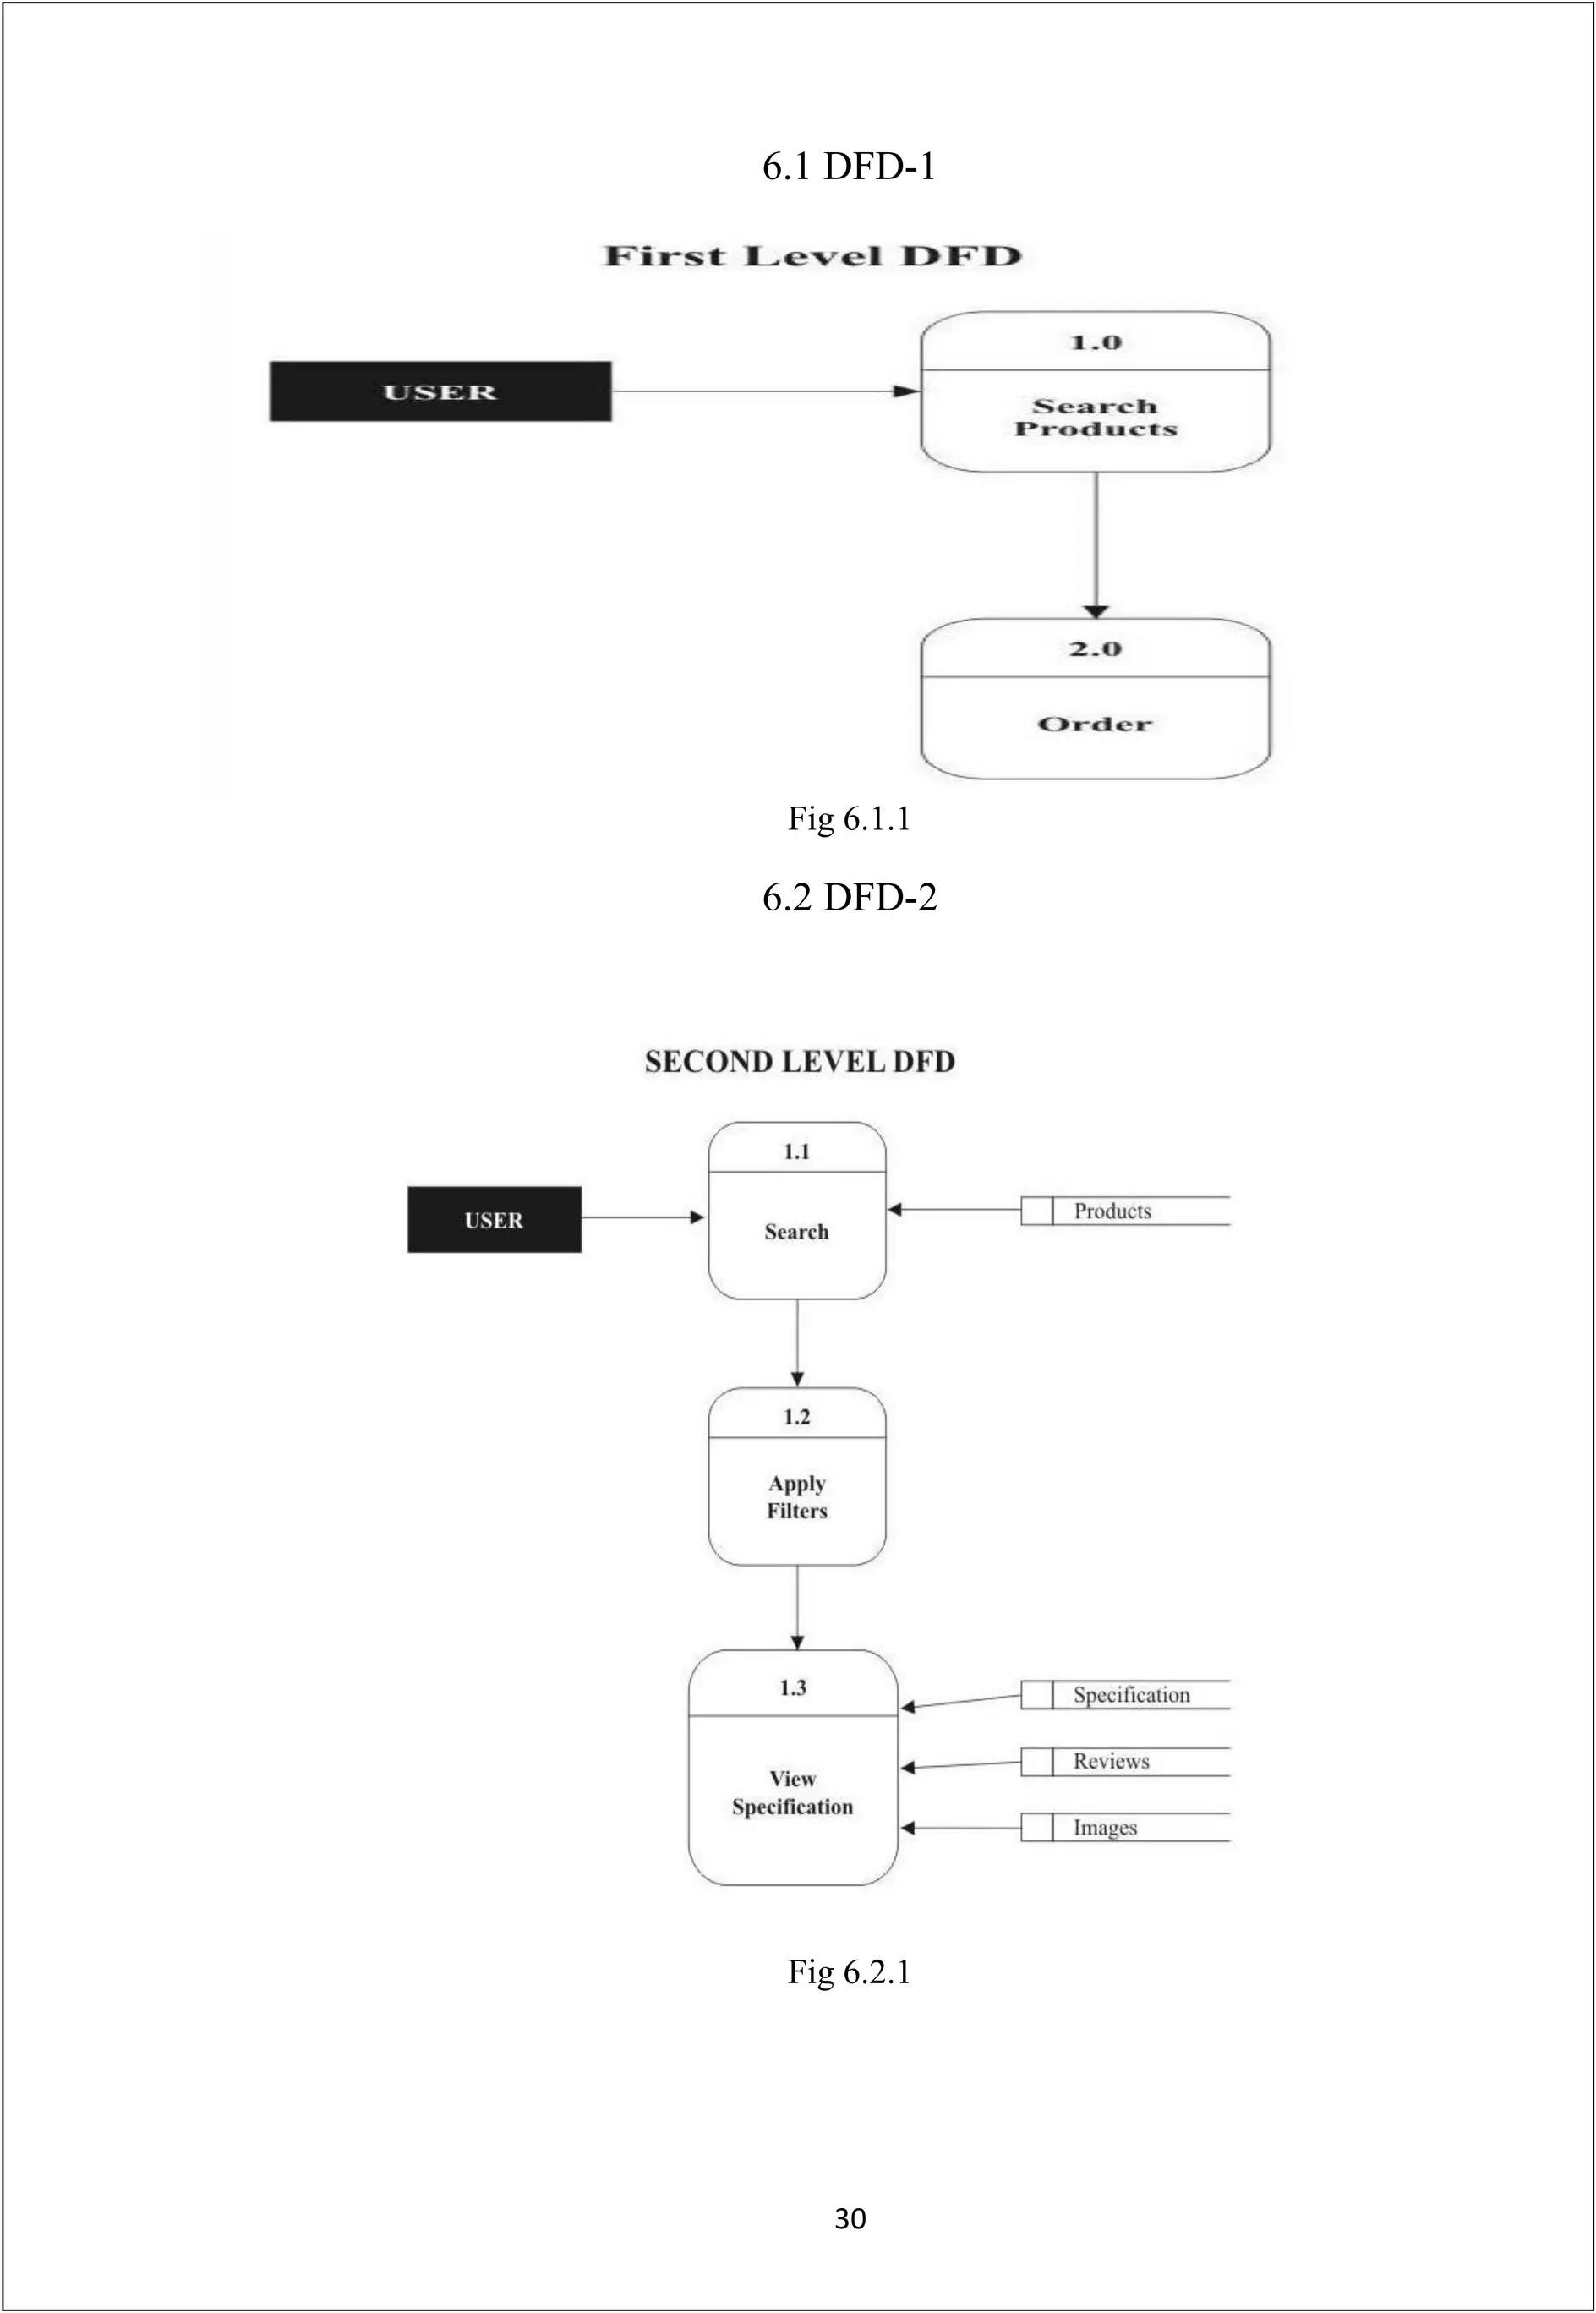 6.1 DFD-1
First Level DFD
1.0
USER
Search
Products
2.0
Order
Fig 6.1.1
6.2 DFD-2
SECOND LEVEL DFD
1.1
USER
Search
Products
1.2
Apply
Filters
1.3
View
Specification
Specification
Reviews
Images
Fig 6.2.1
30